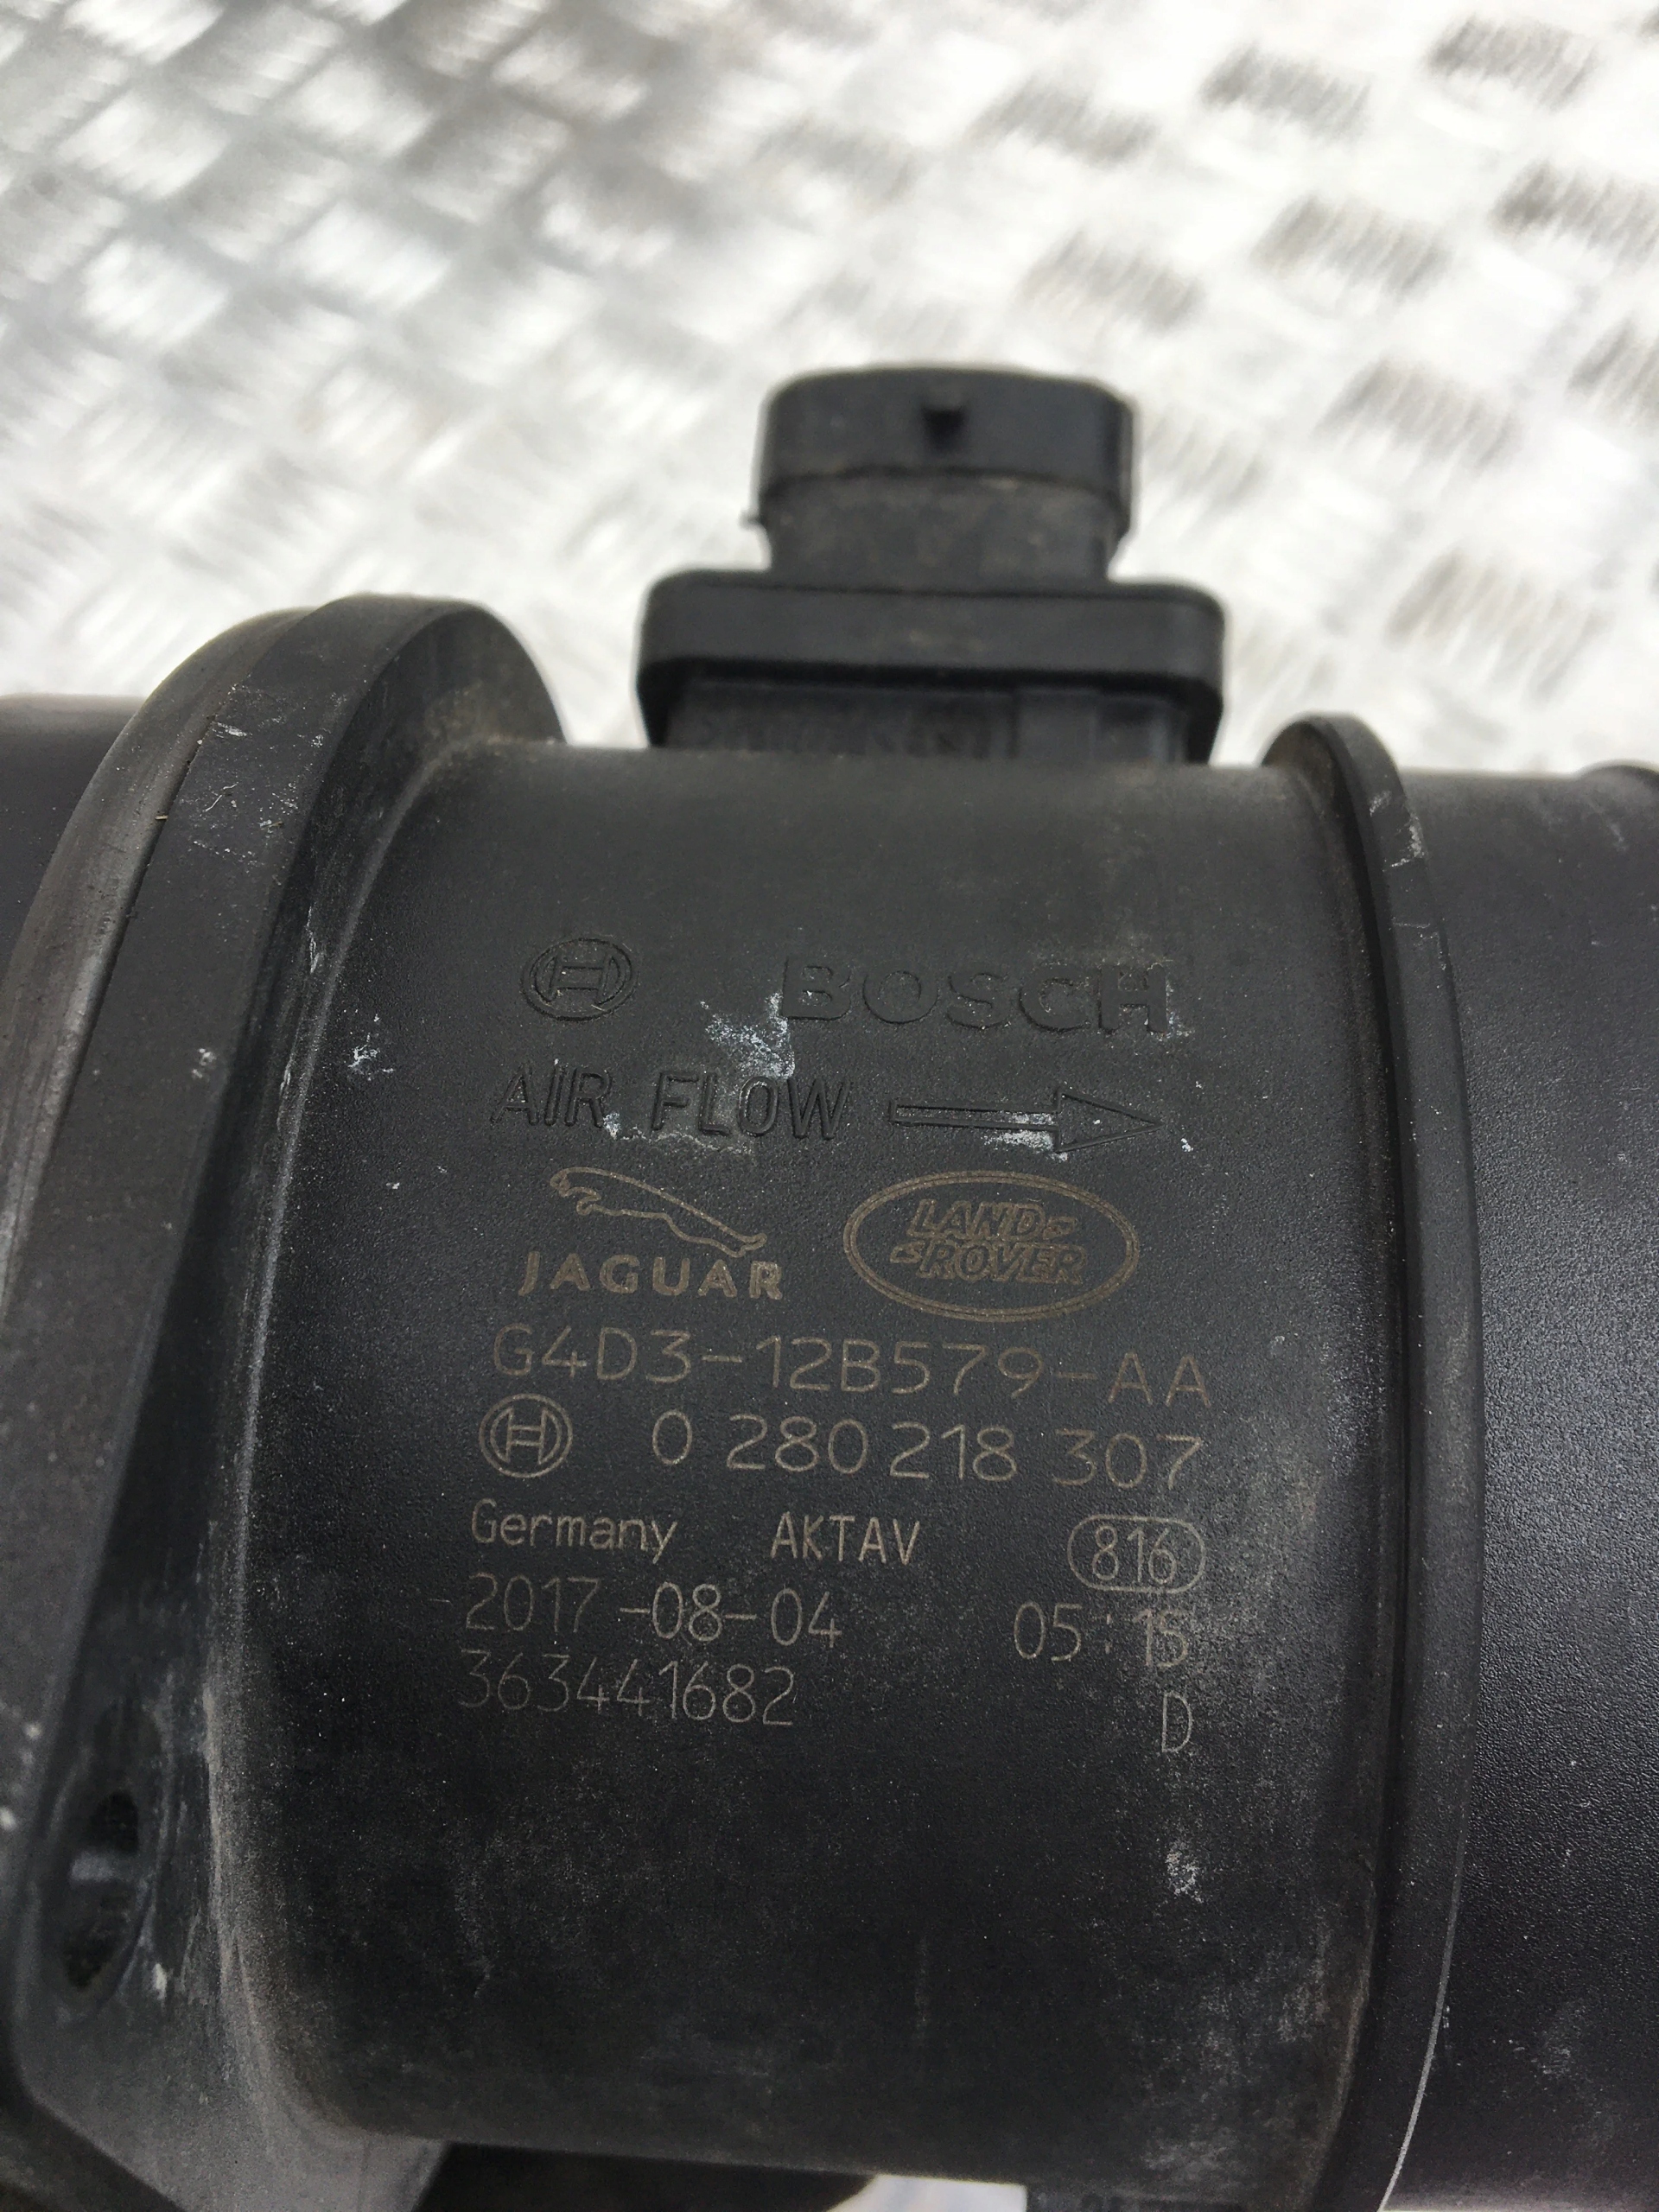 BOSCH
AIR FLOW
JAGUAR
LAND
ROVER
G4D3-12B579-AA
0 280 218 307
Germany AKTAV 816
2017-08-04 05:15
363441682 D